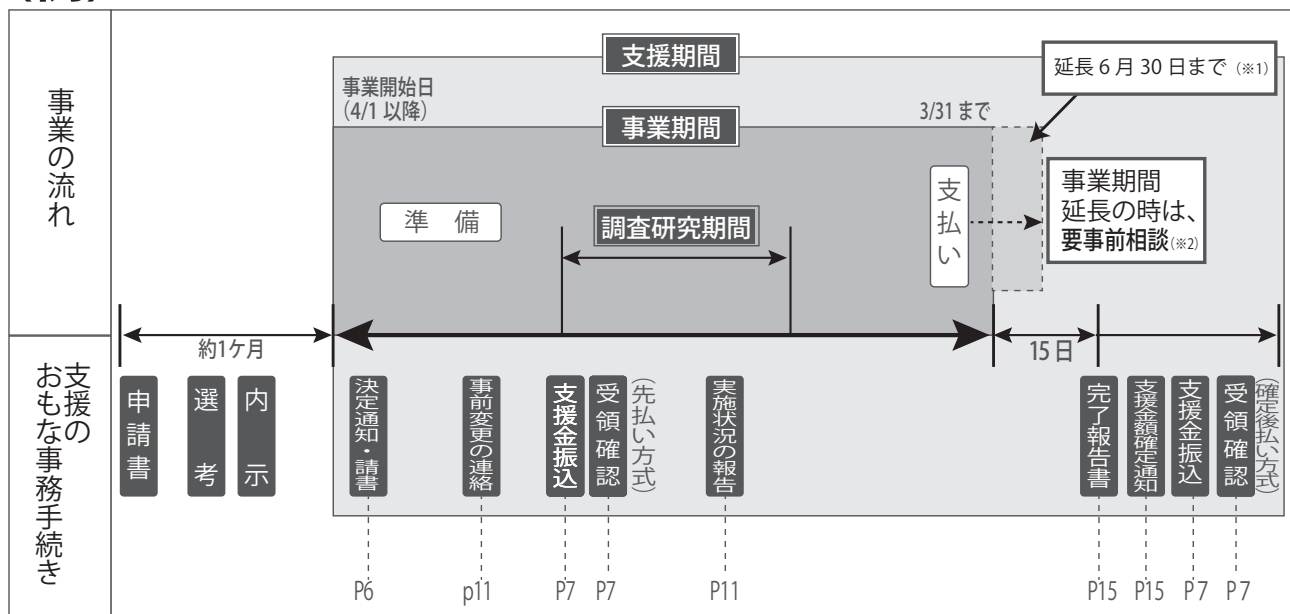 支援期間
延長 6 月 30 日まで (※1)
事業の流れ
事業開始日
(4/1 以降)
事業期間
3/31 まで
準 備
調査研究期間
支払い
事業期間
延長の時は、
要事前相談(※2)
約1ケ月
15 日
支援の
おもな事務手続き
申請書
選考
内示
決定通知・請書
事前変更の連絡
支援金振込
受領確認
(先払い方式)
実施状況の報告
完了報告書
支援金額確定通知
支援金振込
受領確認
(確定後払い方式)
P6
p11
P7
P7
P11
P15
P15
P7
P7